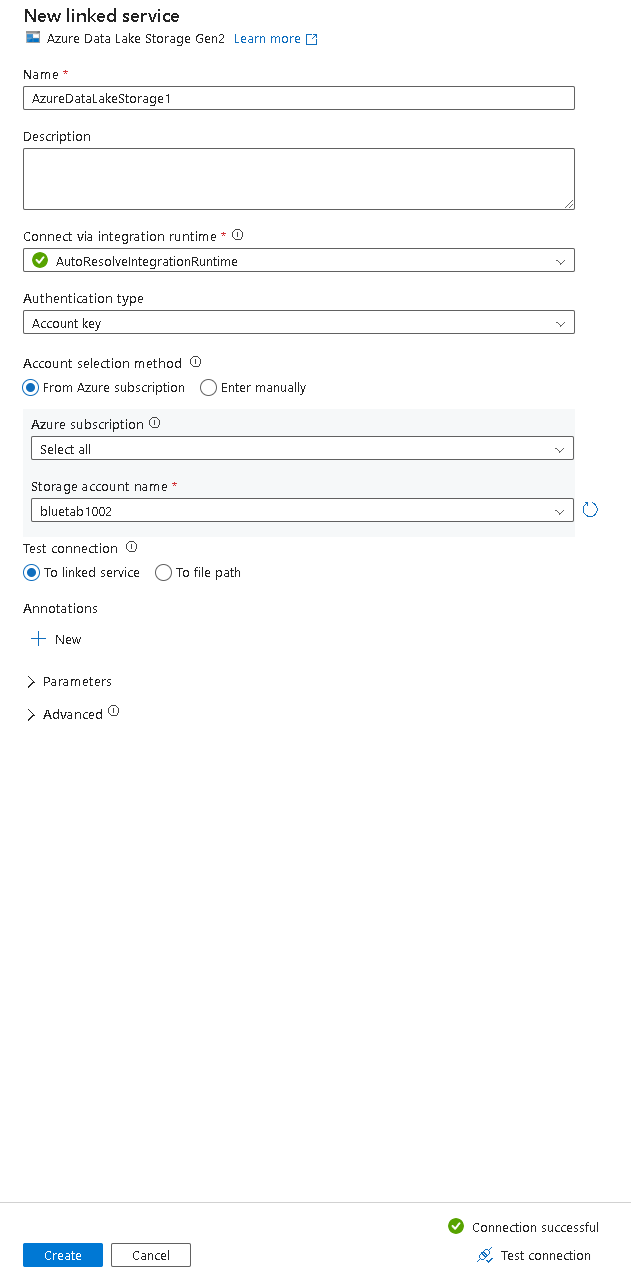 New linked service
Azure Data Lake Storage Gen2 Learn more
Name *
AzureDataLakeStorage1
Description
Connect via integration runtime *
AutoResolveIntegrationRuntime
Authentication type
Account key
Account selection method
From Azure subscription Enter manually
Azure subscription
Select all
Storage account name *
bluetab1002
Test connection
To linked service To file path
Annotations
New
Parameters
Advanced
Connection successful
Create Cancel Test connection